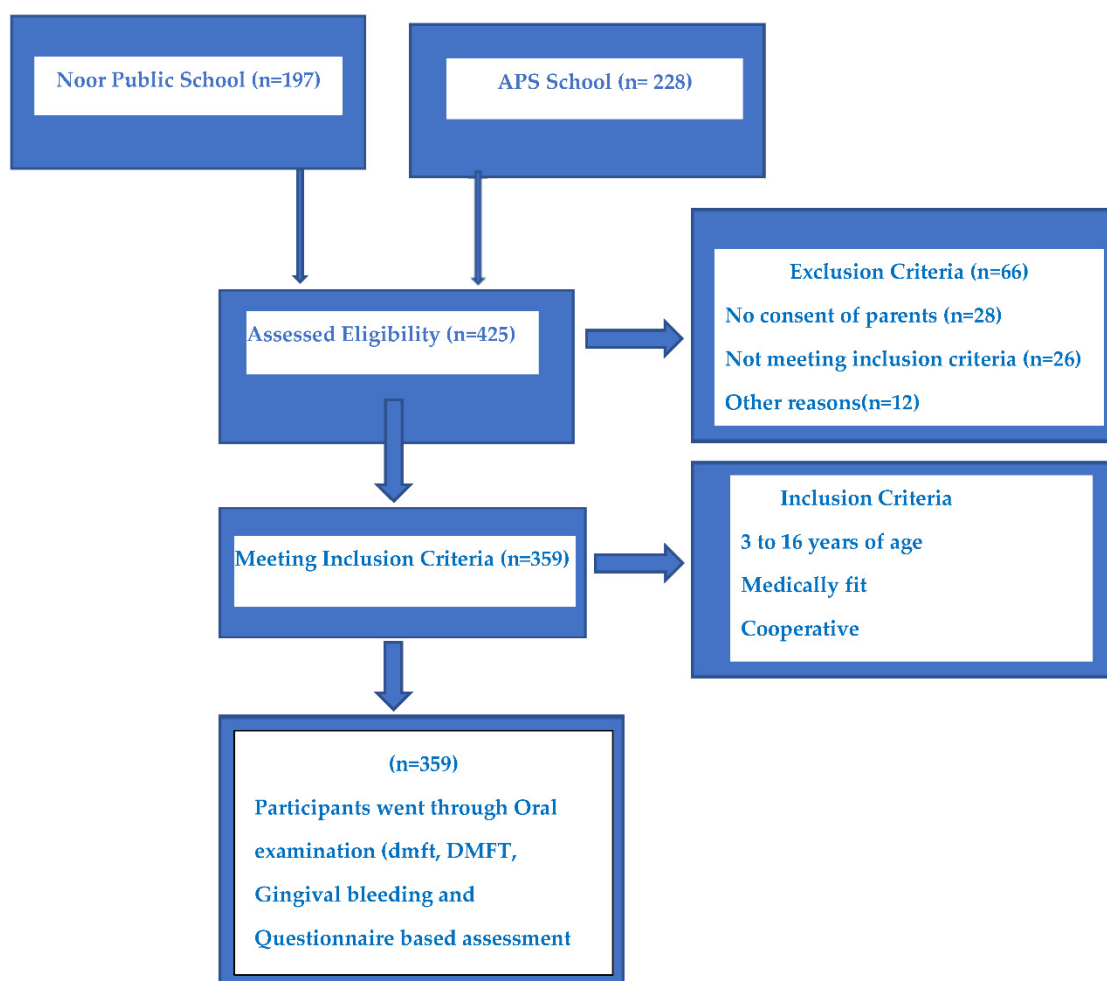 Noor Public School (n=197)
APS School (n= 228)
Assessed Eligibility (n=425)
Exclusion Criteria (n=66)
No consent of parents (n=28)
Not meeting inclusion criteria (n=26)
Other reasons(n=12)
Meeting Inclusion Criteria (n=359)
Inclusion Criteria
3 to 16 years of age
Medically fit
Cooperative
(n=359)
Participants went through Oral
examination (dmft, DMFT,
Gingival bleeding and
Questionnaire based assessment